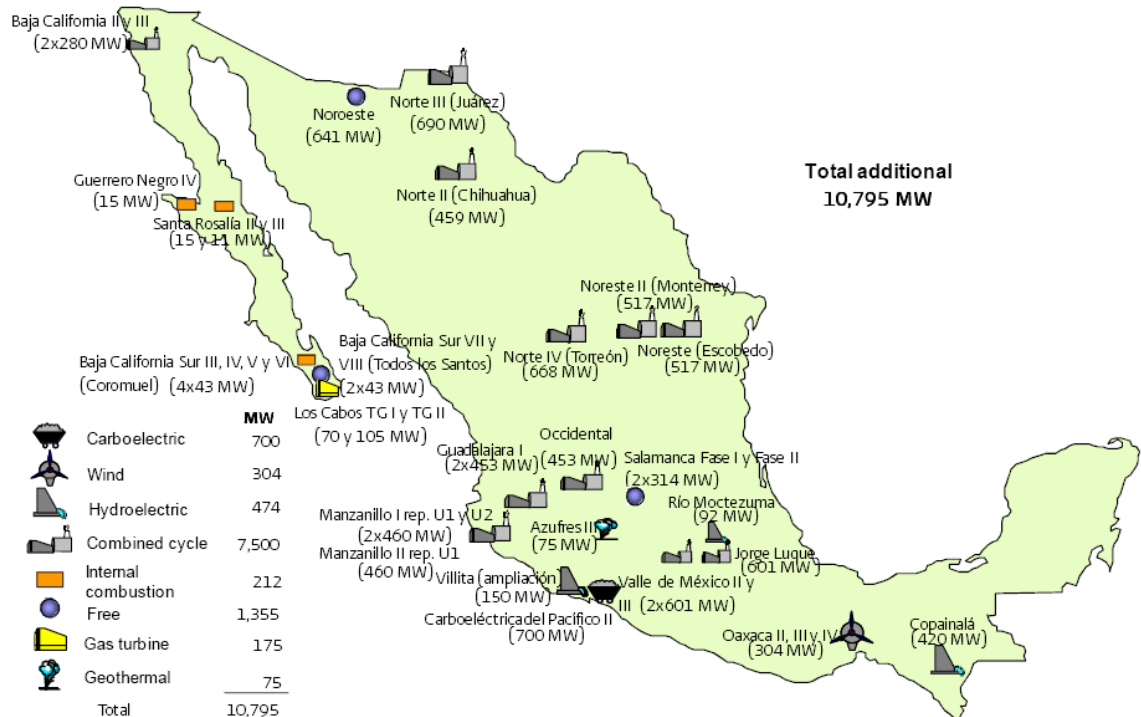 Baja California II y III
(2x280 MW)
Noroeste
(641 MW)
Norte III (Juárez)
(690 MW)
Norte II (Chihuahua)
(459 MW)
Total additional
10,795 MW
Guerrero Negro IV
(15 MW)
Santa Rosalía II y III
(15 y 11 MW)
Noreste II (Monterrey)
(517 MW)
Norte IV (Torreón)
(668 MW)
Noreste (Escobedo)
(517 MW)
Baja California Sur III, IV, V y VI
(Coromuel) (4x43 MW)
Baja California Sur VII y
VIII (Todos los Santos)
(2x43 MW)
Los Cabos TG I y TG II
(70 y 105 MW)
Guadalajara I
(2x453 MW)
Occidental
(453 MW)
Salamanca Fase I y Fase II
(2x314 MW)
Manzanillo I rep. U1 y U2
(2x460 MW)
Manzanillo II rep. U1
(460 MW)
Azufres III
(75 MW)
Río Moctezuma
(92 MW)
Jorge Luque
(601 MW)
Villita (ampliación)
(150 MW)
Valle de México II y
III (2x601 MW)
Carboeléctrica del Pacífico II
(700 MW)
Oaxaca II, III y IV
(304 MW)
Copainalá
(420 MW)
MW
Carboelectric 700
Wind 304
Hydroelectric 474
Combined cycle 7,500
Internal
combustion 212
Free 1,355
Gas turbine 175
Geothermal 75
Total 10,795